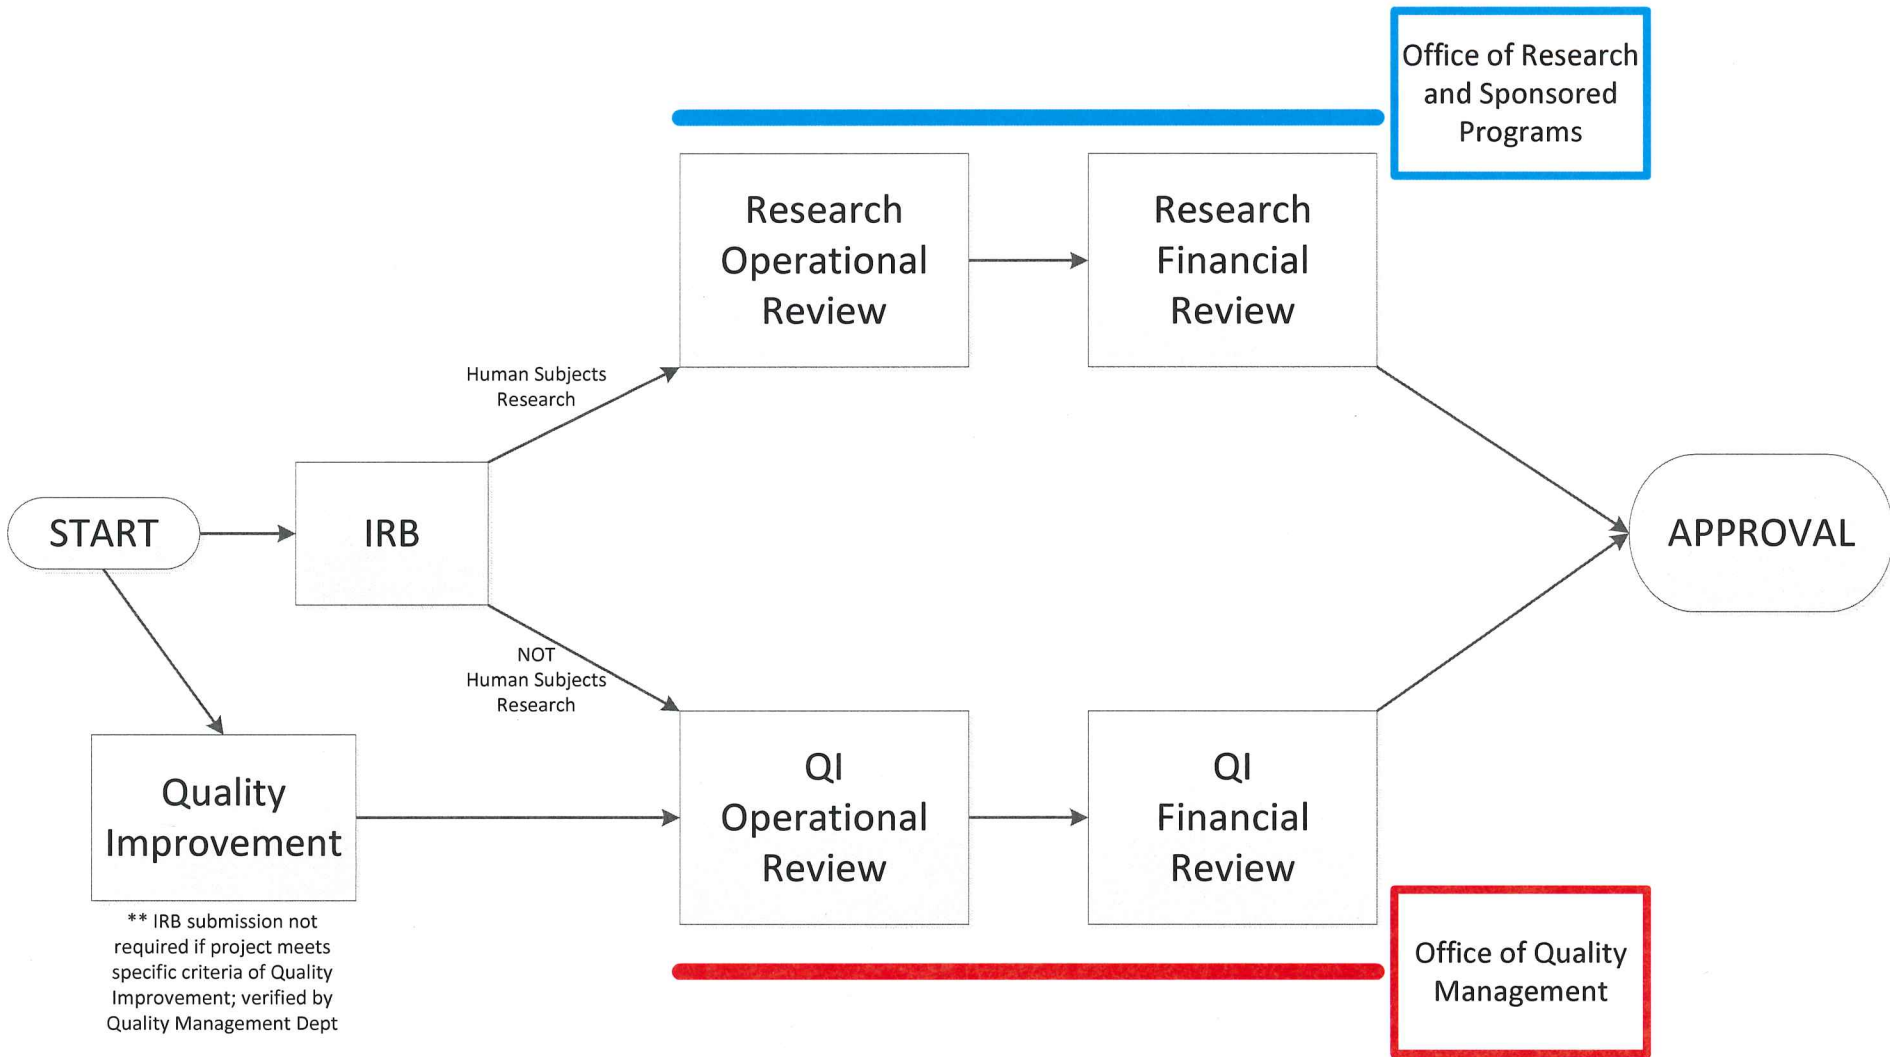 Office of Research
and Sponsored
Programs
Research
Operational
Review
Research
Financial
Review
Human Subjects
Research
START
IRB
APPROVAL
NOT
Human Subjects
Research
Quality
Improvement
QI
Operational
Review
QI
Financial
Review
** IRB submission not
required if project meets
specific criteria of Quality
Improvement; verified by
Quality Management Dept
Office of Quality
Management